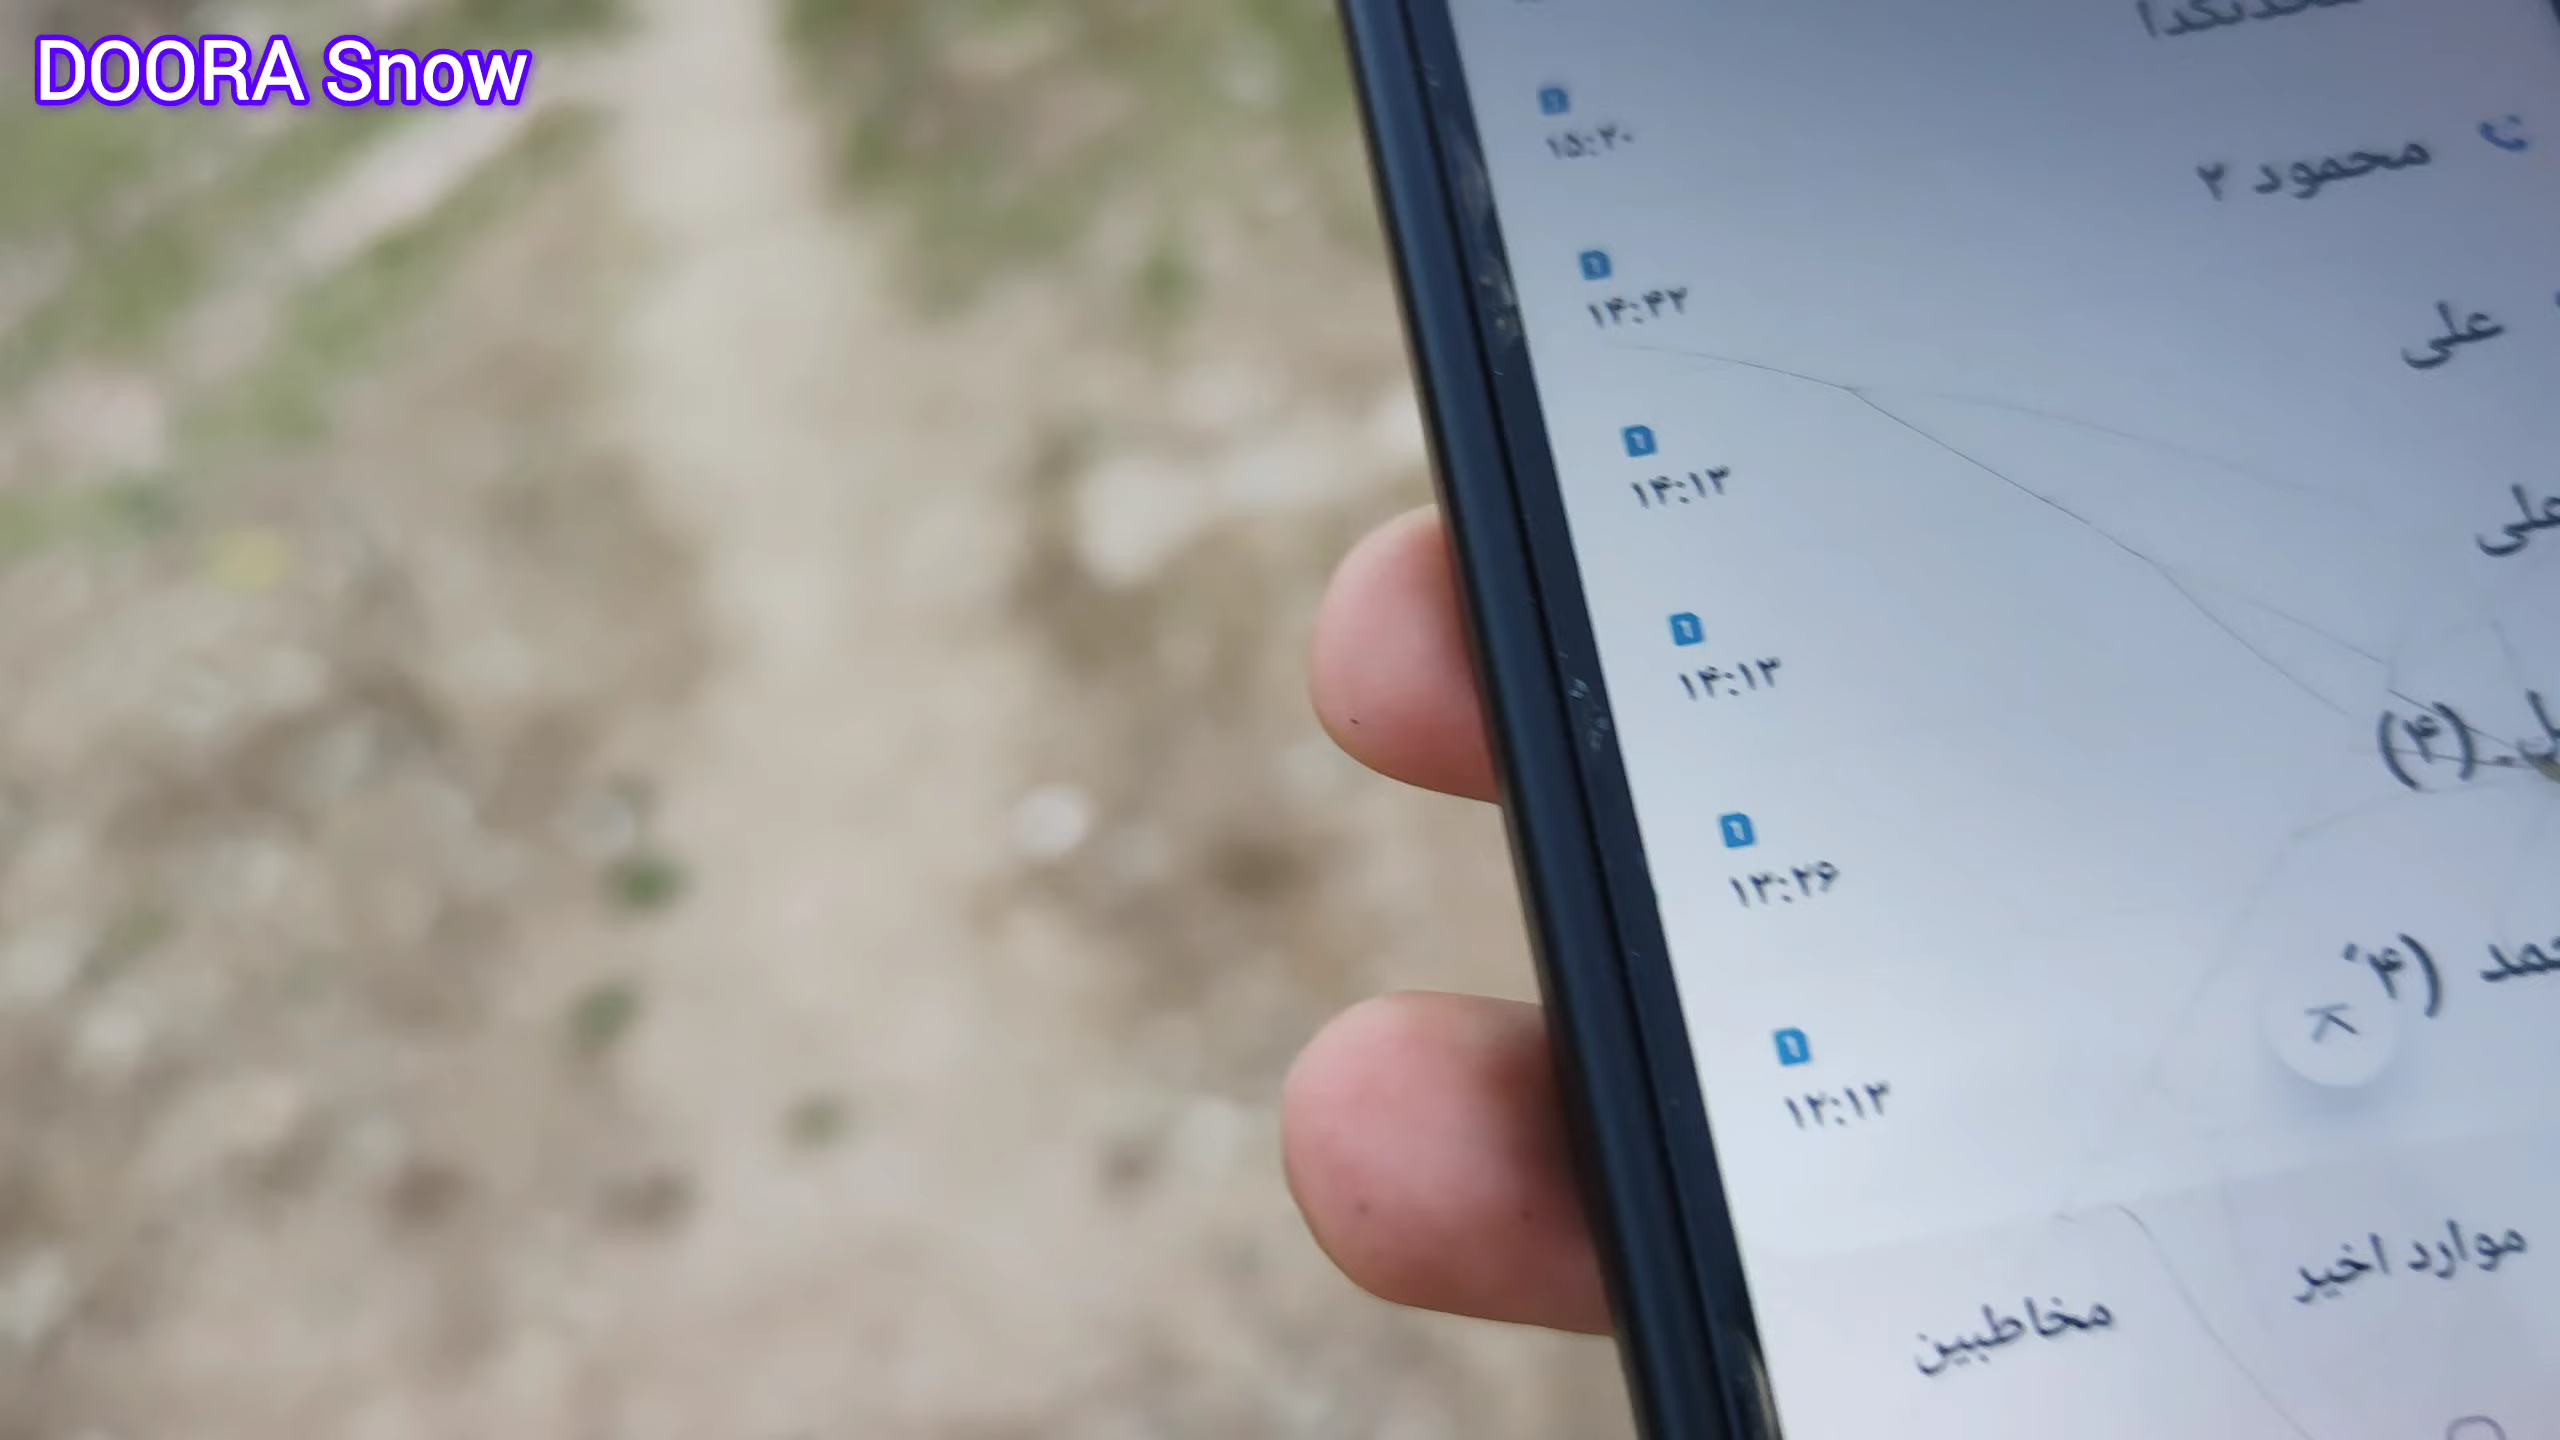 DOORA Snow
محمود ۲
۱۵:۲۰
علی
۱۴:۴۲
علی
۱۴:۱۳
(۴)
۱۴:۱۳
۱۳:۲۶
۱۲:۱۳
موارد اخیر
مخاطبین